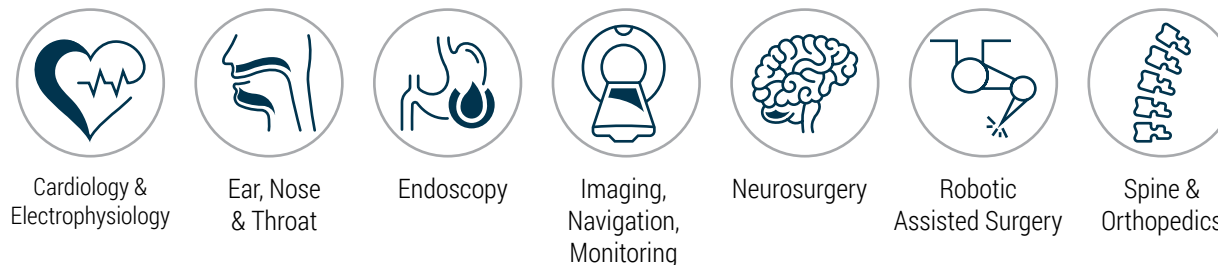 Cardiology &
Electrophysiology
Ear, Nose
& Throat
Endoscopy
Imaging,
Navigation,
Monitoring
Neurosurgery
Robotic
Assisted Surgery
Spine &
Orthopedics